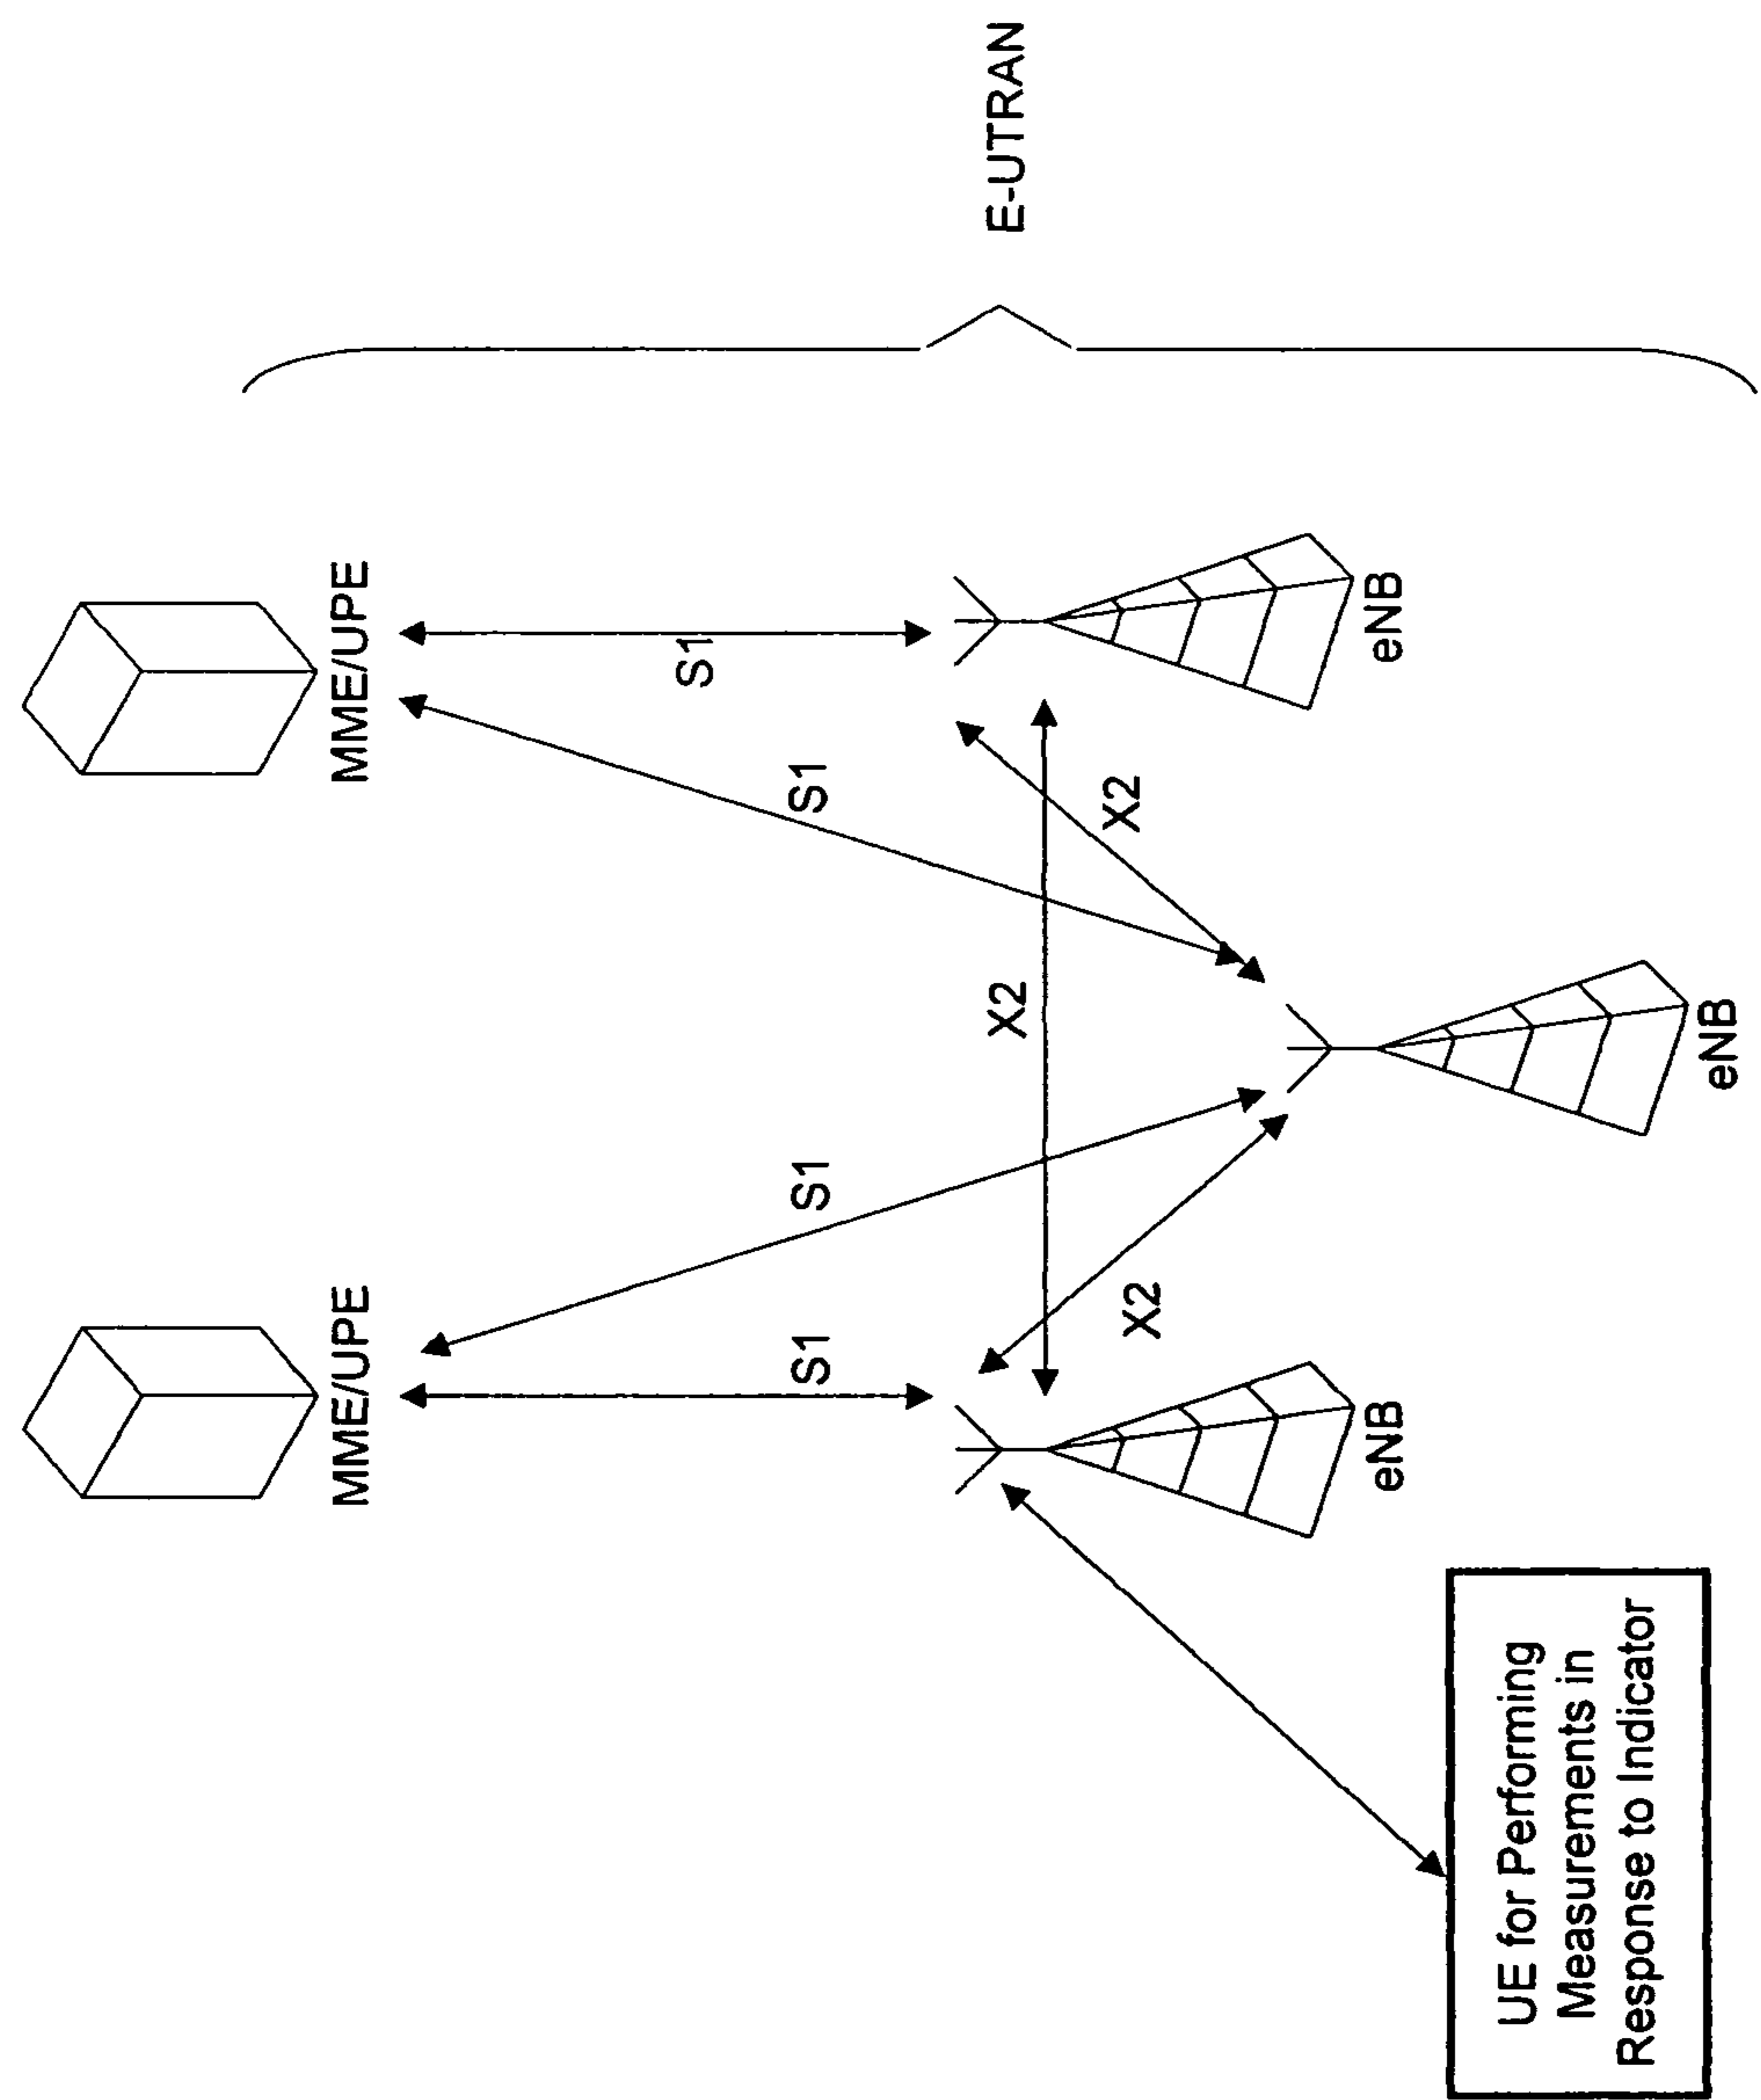 MME/UPE
MME/UPE
S1
S1
S1
S1
E-UTRAN
X2
X2
X2
eNB
eNB
eNB
UE for Performing
Measurements in
Response to Indicator